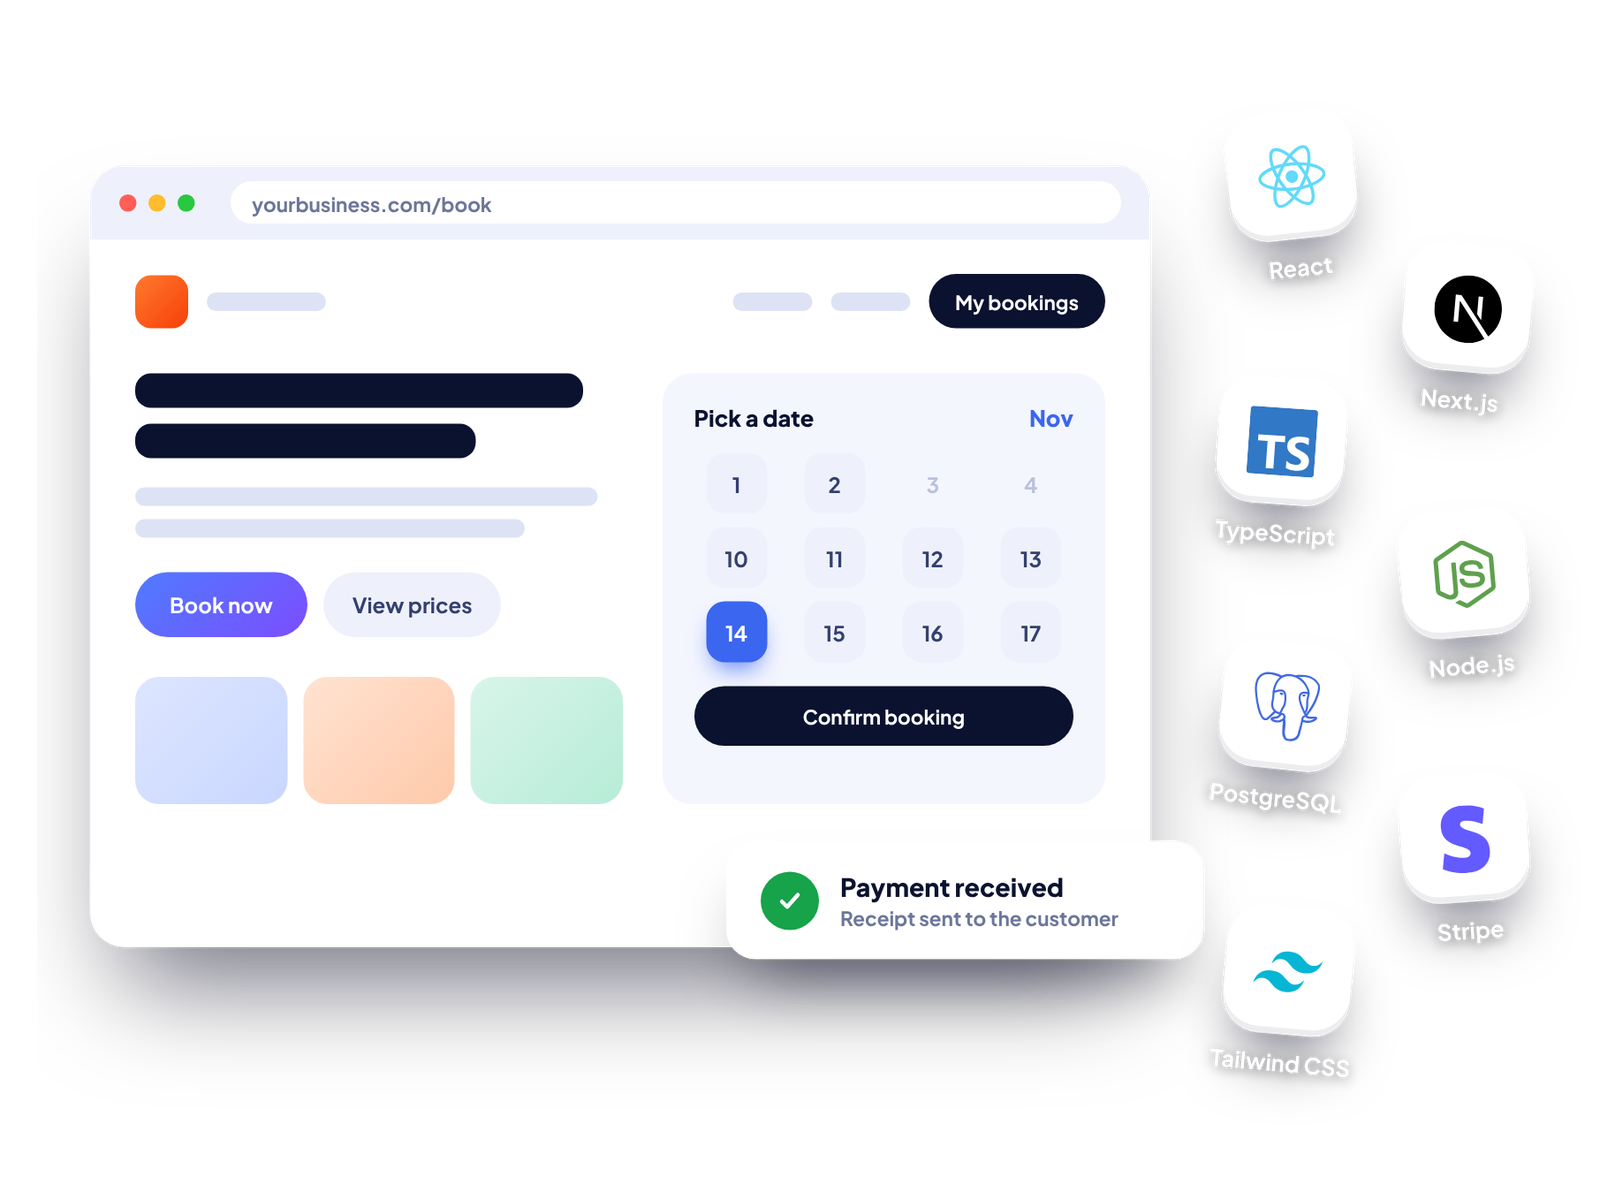 yourbusiness.com/book
My bookings
Pick a date
Nov
1 2 3 4
10 11 12 13
14 15 16 17
Book now
View prices
Confirm booking
Payment received
Receipt sent to the customer
React
Next.js
TS
TypeScript
JS
Node.js
PostgreSQL
S
Stripe
Tailwind CSS